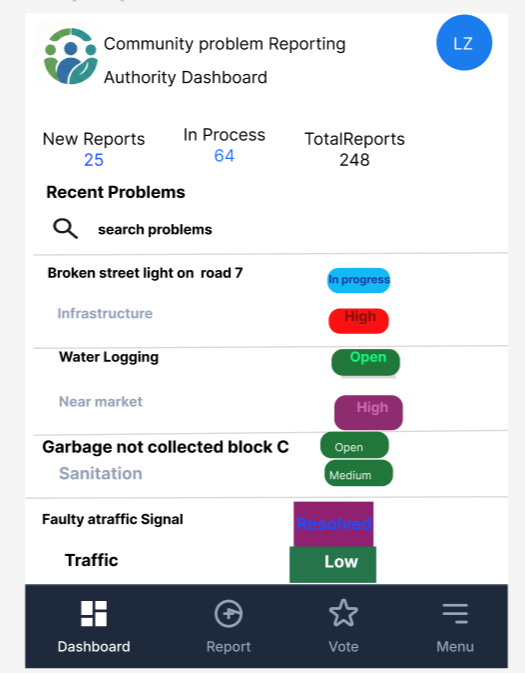 Community problem Reporting
LZ
Authority Dashboard
New Reports
In Process
TotalReports
25
64
248
Recent Problems
search problems
Broken street light on road 7
In progress
Infrastructure
High
Water Logging
Open
Near market
High
Garbage not collected block C
Open
Sanitation
Medium
Faulty atraffic Signal
Resolved
Traffic
Low
Dashboard
Report
Vote
Menu